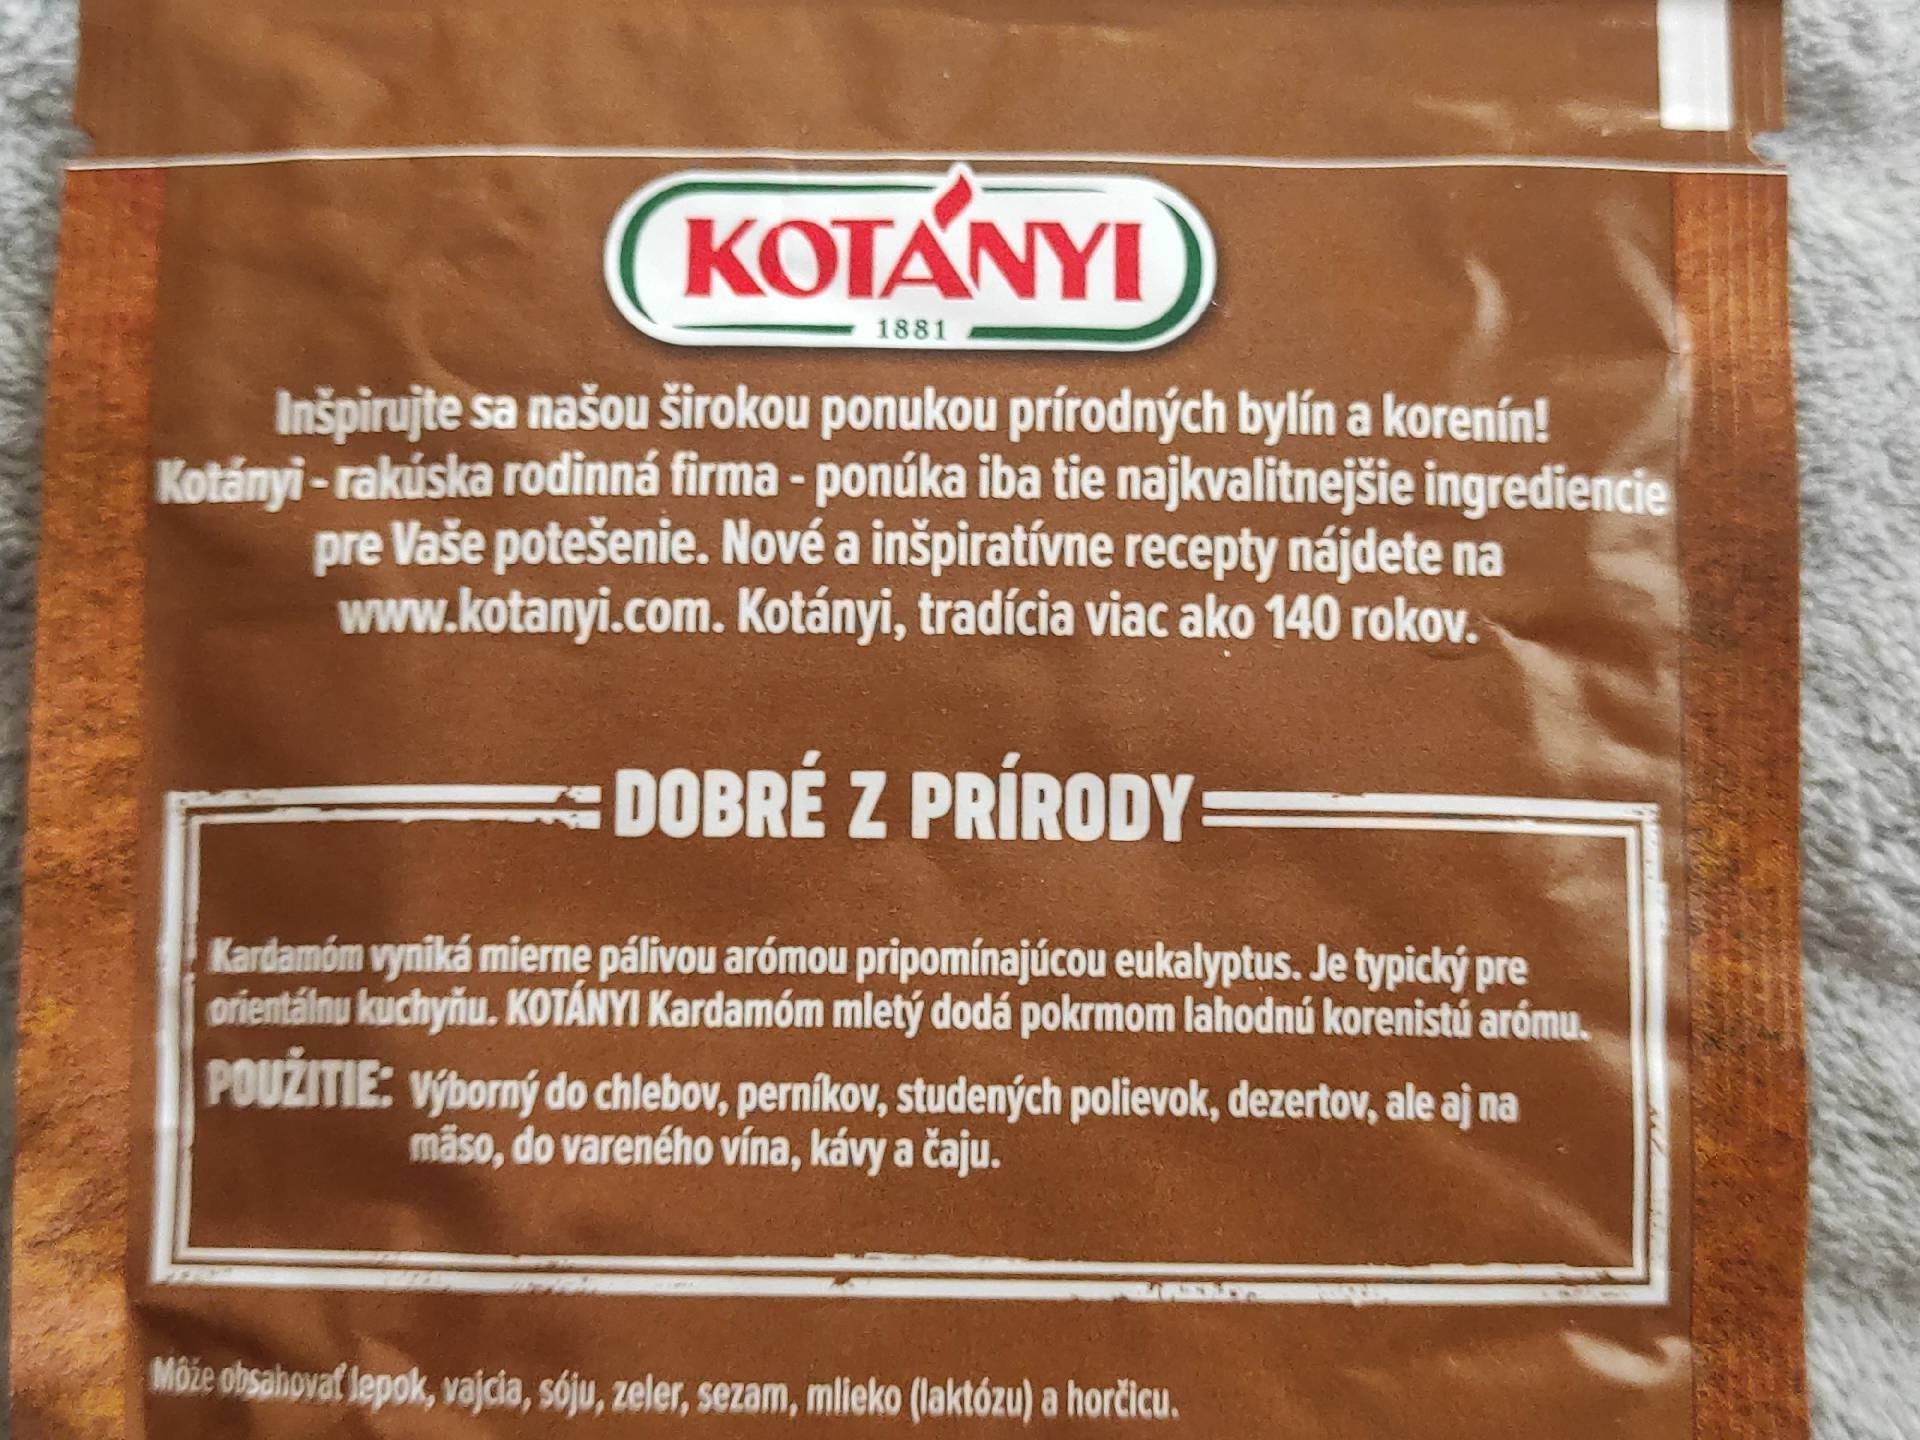 KOTÁNYI
1881
Inšpirujte sa našou širokou ponukou prírodných bylín a korenín!
Kotányi - rakúska rodinná firma - ponúka iba tie najkvalitnejšie ingrediencie
pre Vaše potešenie. Nové a inšpiratívne recepty nájdete na
www.kotanyi.com. Kotányi, tradícia viac ako 140 rokov.
DOBRÉ Z PRÍRODY
Kardamóm vyniká mierne pálivou arómou pripomínajúcou eukalyptus. Je typický pre
orientálnu kuchyňu. KOTÁNYI Kardamóm mletý dodá pokrmom lahodnú korenistú arómu.
POUŽITIE: Výborný do chlebov, perníkov, studených polievok, dezertov, ale aj na
mäso, do vareného vína, kávy a čaju.
Môže obsahovať lepok, vajcia, sóju, zeler, sezam, mlieko (laktózu) a horčicu.